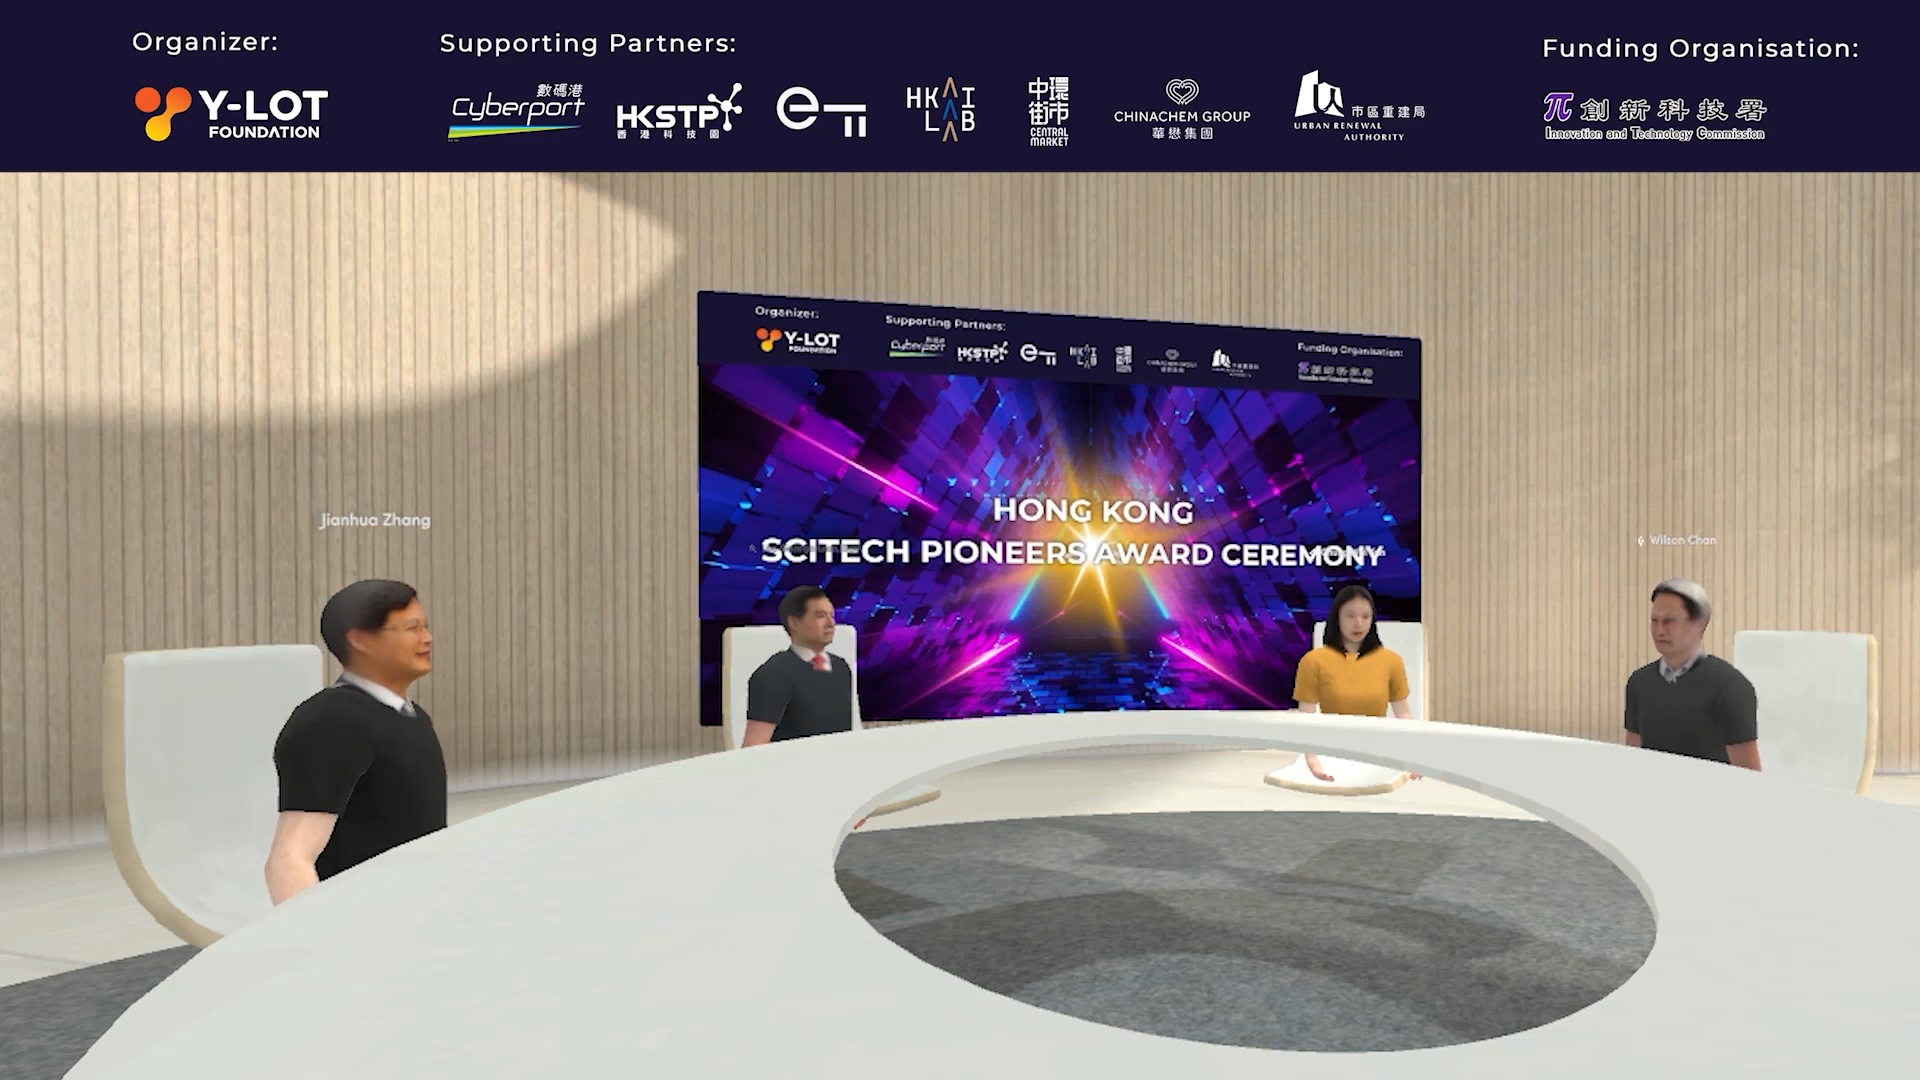 Organizer:
Supporting Partners:
Funding Organisation:
Y-LOT
FOUNDATION
數碼港
Cyberport
HKSTP
香港科技園
HK AI
LAB
中環
街市
CENTRAL
MARKET
CHINACHEM GROUP
華懋集團
市區重建局
URBAN RENEWAL
AUTHORITY
創新科技署
Innovation and Technology Commission
Organizer:
Supporting Partners:
Funding Organisation:
Y-LOT
FOUNDATION
Cyberport
HKSTP
HONG KONG
SCITECH PIONEERS AWARD CEREMONY
Jianhua Zhang
Wilson Chan